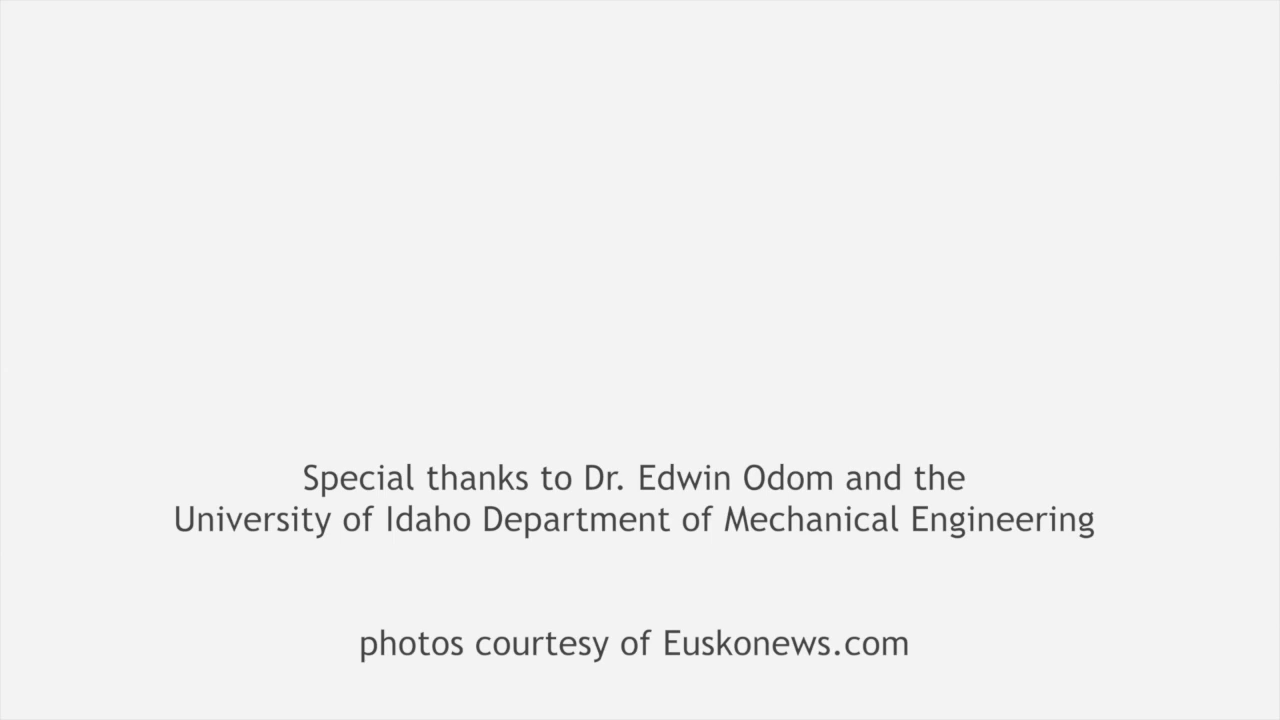 Special thanks to Dr. Edwin Odom and the
University of Idaho Department of Mechanical Engineering
photos courtesy of Euskonews.com